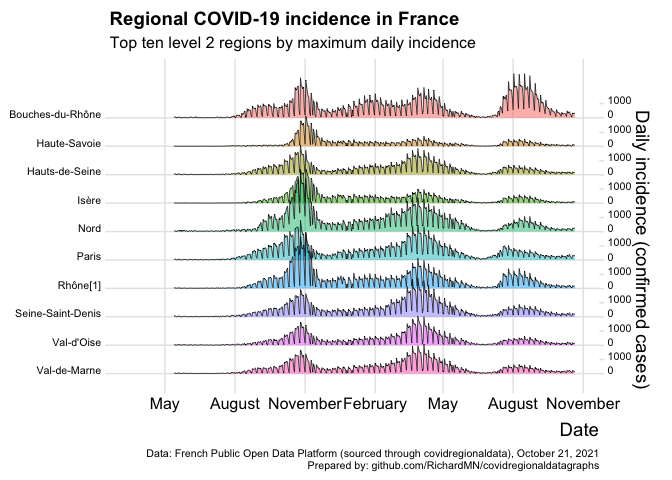 Regional COVID-19 incidence in France
Top ten level 2 regions by maximum daily incidence
Bouches-du-Rhône
1000
0
Haute-Savoie
1000
0
Hauts-de-Seine
1000
0
Isère
1000
0
Nord
1000
0
Paris
1000
0
Rhône[1]
1000
0
Seine-Saint-Denis
1000
0
Val-d'Oise
1000
0
Val-de-Marne
1000
0
Daily incidence (confirmed cases)
May August November February May August November
Date
Data: French Public Open Data Platform (sourced through covidregionaldata), October 21, 2021
Prepared by: github.com/RichardMN/covidregionaldatagraphs